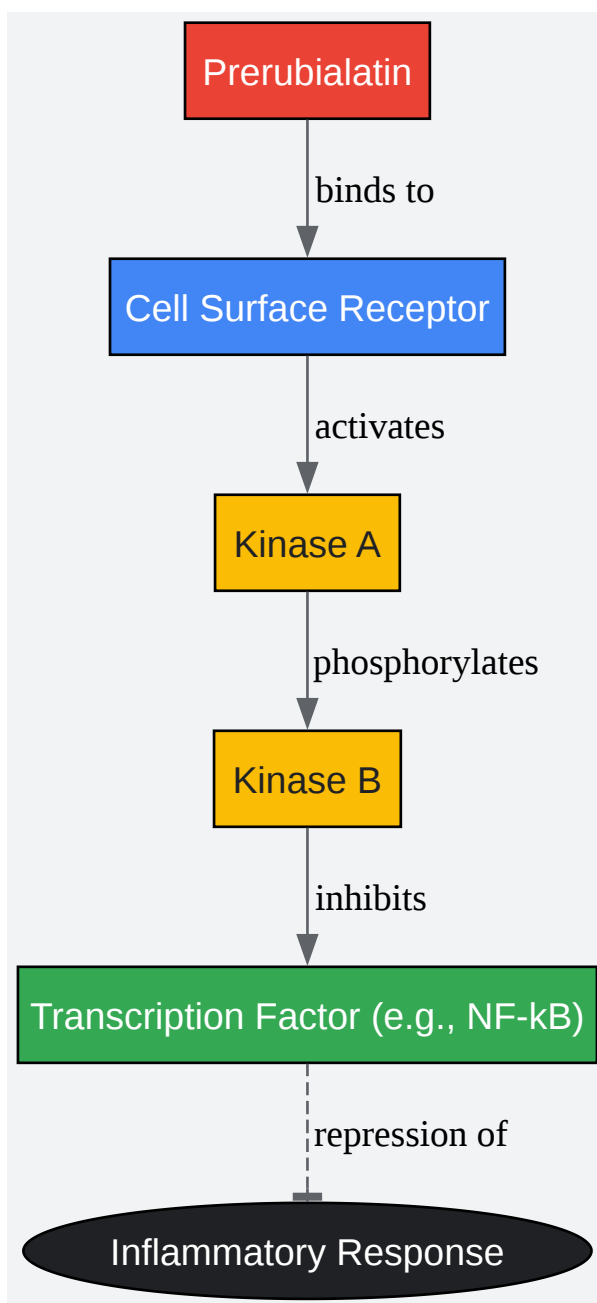 Prerubialatin
binds to
Cell Surface Receptor
activates
Kinase A
phosphorylates
Kinase B
inhibits
Transcription Factor (e.g., NF-kB)
repression of
Inflammatory Response